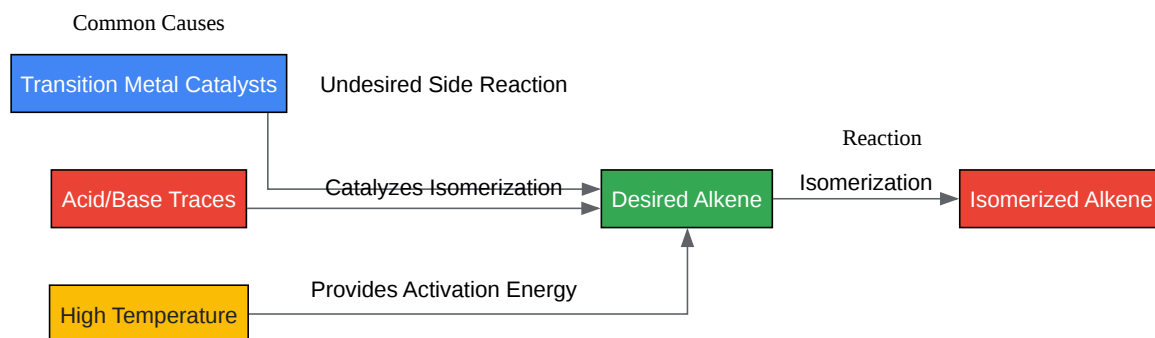 Common Causes
Transition Metal Catalysts
Undesired Side Reaction
Reaction
Acid/Base Traces
Catalyzes Isomerization
Desired Alkene
Isomerization
Isomerized Alkene
Provides Activation Energy
High Temperature